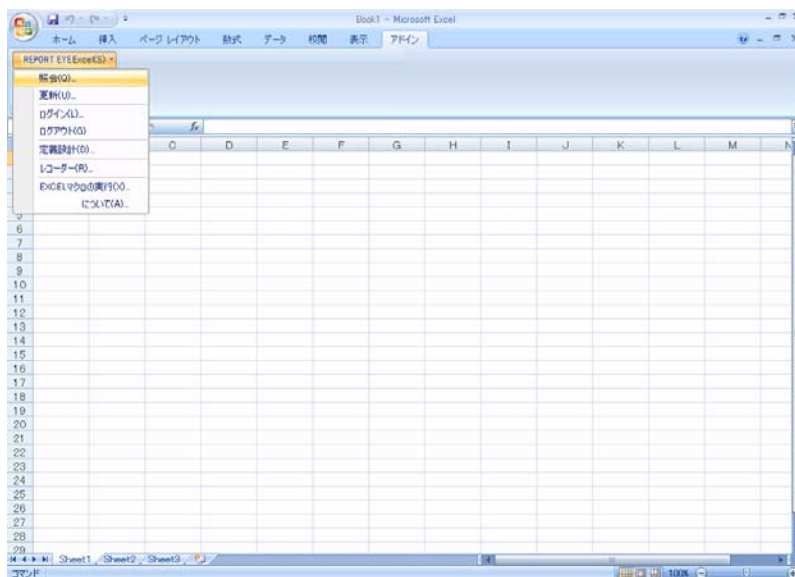 Book1 - Microsoft Excel
ホーム 挿入 ページ レイアウト 数式 データ 校閲 表示 アドイン
REPORT EYEExcel(S)
照会(Q)...
更新(U)...
ログイン(L)...
ログアウト(G)
定義設計(D)...
レコーダー(R)...
EXCELマクロの実行(X)...
について(A)...
fx
C D E F G H I J K L M N
5
6
7
8
9
10
11
12
13
14
15
16
17
18
19
20
21
22
23
24
25
26
27
28
29
Sheet1 Sheet2 Sheet3
コマンド 100%